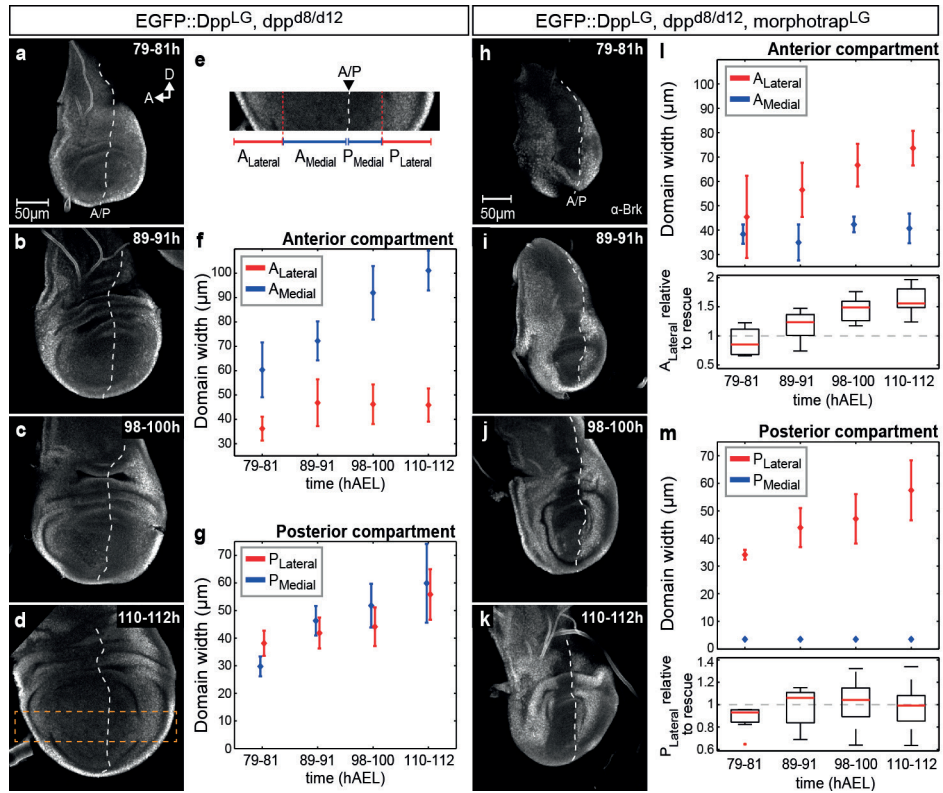 EGFP::Dpp^LG, dpp^d8/d12
EGFP::Dpp^LG, dpp^d8/d12, morphotrap^LG
a
79-81h
D
A
50µm
A/P
b
89-91h
c
98-100h
d
110-112h
e
A/P
A_Lateral
A_Medial
P_Medial
P_Lateral
f
Anterior compartment
A_Lateral
A_Medial
Domain width (µm)
100
90
80
70
60
50
40
30
79-81
89-91
98-100
110-112
time (hAEL)
g
Posterior compartment
P_Lateral
P_Medial
Domain width (µm)
70
60
50
40
30
20
10
0
79-81
89-91
98-100
110-112
time (hAEL)
h
79-81h
50µm
A/P
α-Brk
i
89-91h
j
98-100h
k
110-112h
l
Anterior compartment
A_Lateral
A_Medial
Domain width (µm)
100
90
80
70
60
50
40
30
A_Lateral relative
to rescue
2
1.5
1
0.5
79-81
89-91
98-100
110-112
time (hAEL)
m
Posterior compartment
P_Lateral
P_Medial
Domain width (µm)
70
60
50
40
30
20
10
0
P_Lateral relative
to rescue
1.4
1.2
1.0
0.8
0.6
79-81
89-91
98-100
110-112
time (hAEL)